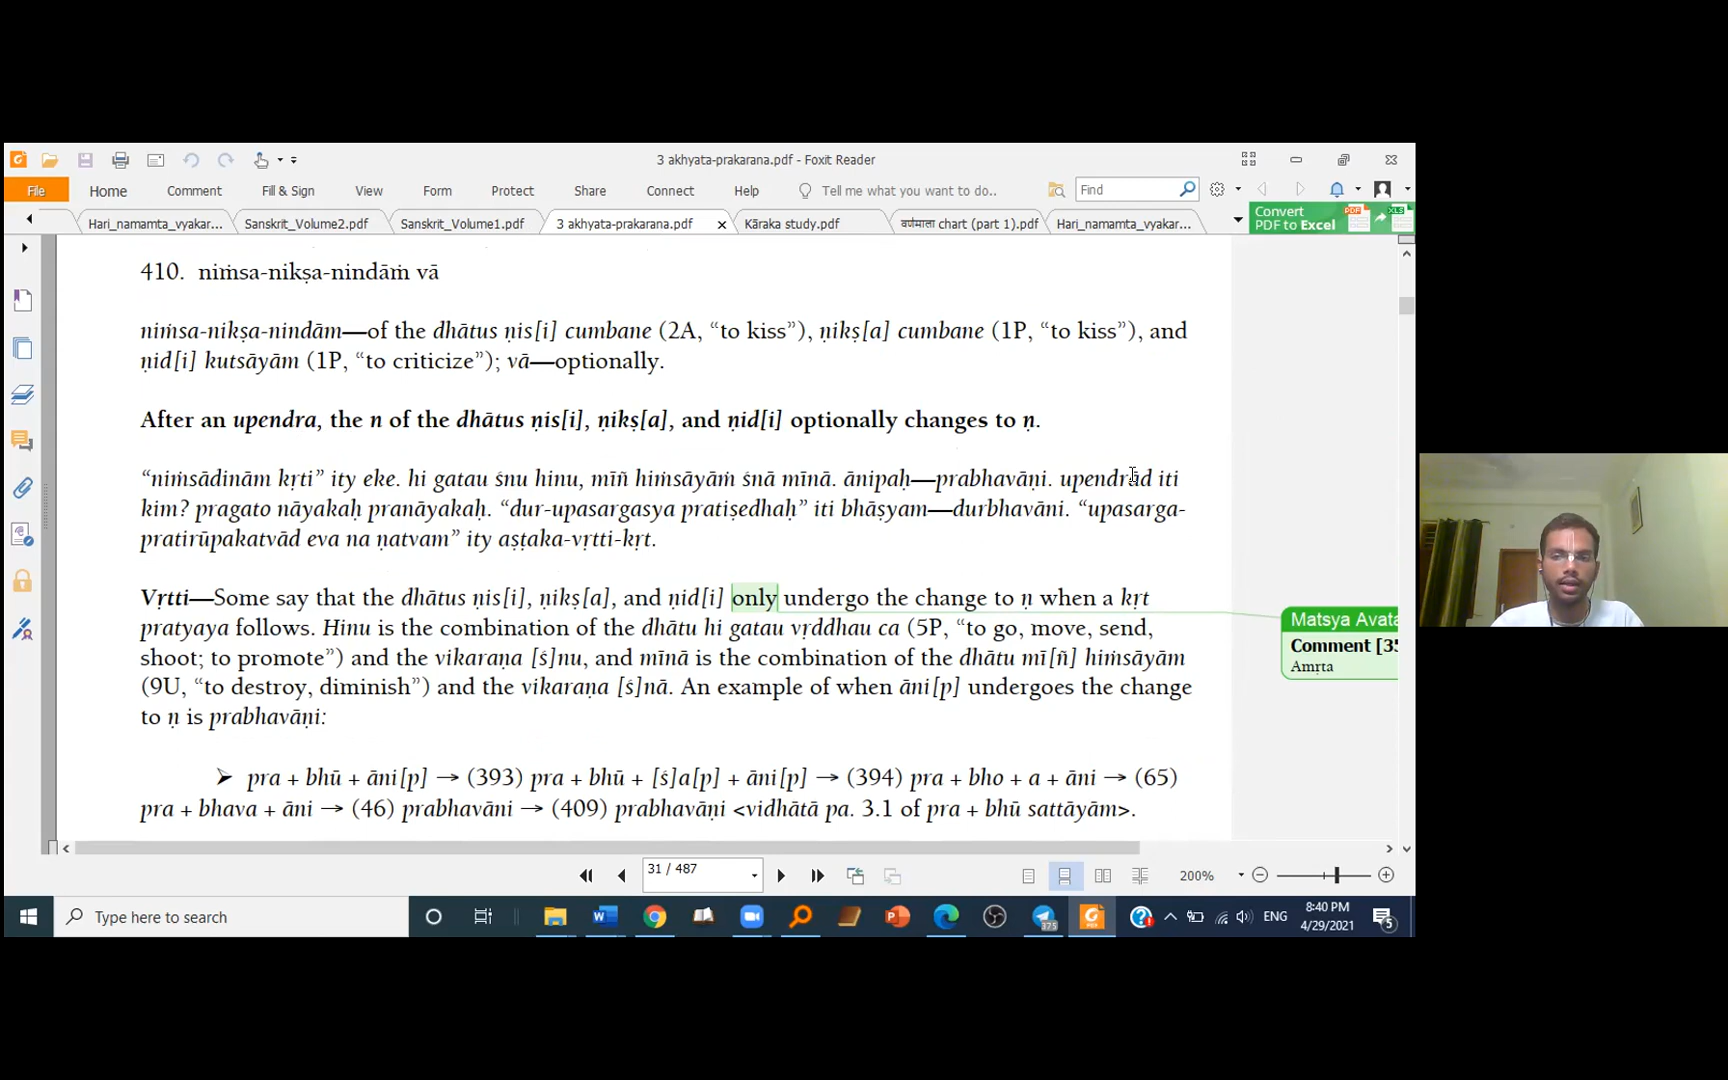 3 akhyata-prakarana.pdf - Foxit Reader
File Home Comment Fill & Sign View Form Protect Share Connect Help Tell me what you want to do.. Find
Hari_namamta_vyakar... Sanskrit_Volume2.pdf Sanskrit_Volume1.pdf 3 akhyata-prakarana.pdf Kāraka study.pdf वर्णमाला chart (part 1).pdf Hari_namamta_vyakar... Convert
PDF to Excel
410. niṁsa-nikṣa-nindāṁ vā
niṁsa-nikṣa-nindām—of the dhātus ṇis[i] cumbane (2A, “to kiss”), ṇikṣ[a] cumbane (1P, “to kiss”), and
ṇid[i] kutsāyām (1P, “to criticize”); vā—optionally.
After an upendra, the n of the dhātus ṇis[i], ṇikṣ[a], and ṇid[i] optionally changes to ṇ.
“niṁsādinām kṛti” ity eke. hi gatau śnu hinu, mīñ hiṁsāyāṁ śnā mīnā. ānipaḥ—prabhavāṇi. upendrād iti
kim? pragato nāyakaḥ pranāyakaḥ. “dur-upasargasya pratiṣedhaḥ” iti bhāṣyam—durbhavāni. “upasarga-
pratirūpakatvād eva na ṇatvam” ity aṣṭaka-vṛtti-kṛt.
Vṛtti—Some say that the dhātus ṇis[i], ṇikṣ[a], and ṇid[i] only undergo the change to ṇ when a kṛt
pratyaya follows. Hinu is the combination of the dhātu hi gatau vṛddhau ca (5P, “to go, move, send,
shoot; to promote”) and the vikaraṇa [ś]nu, and mīnā is the combination of the dhātu mī[ñ] hiṁsāyām
(9U, “to destroy, diminish”) and the vikaraṇa [ś]nā. An example of when āni[p] undergoes the change
to ṇ is prabhavāṇi:
➢ pra + bhū + āni[p] → (393) pra + bhū + [ś]a[p] + āni[p] → (394) pra + bho + a + āni → (65)
pra + bhava + āni → (46) prabhavāni → (409) prabhavāṇi <vidhātā pa. 3.1 of pra + bhū sattāyām>.
Matsya Avata
Comment [35
Amṛta
31 / 487
200%
Type here to search
375
ENG
8:40 PM
4/29/2021
5